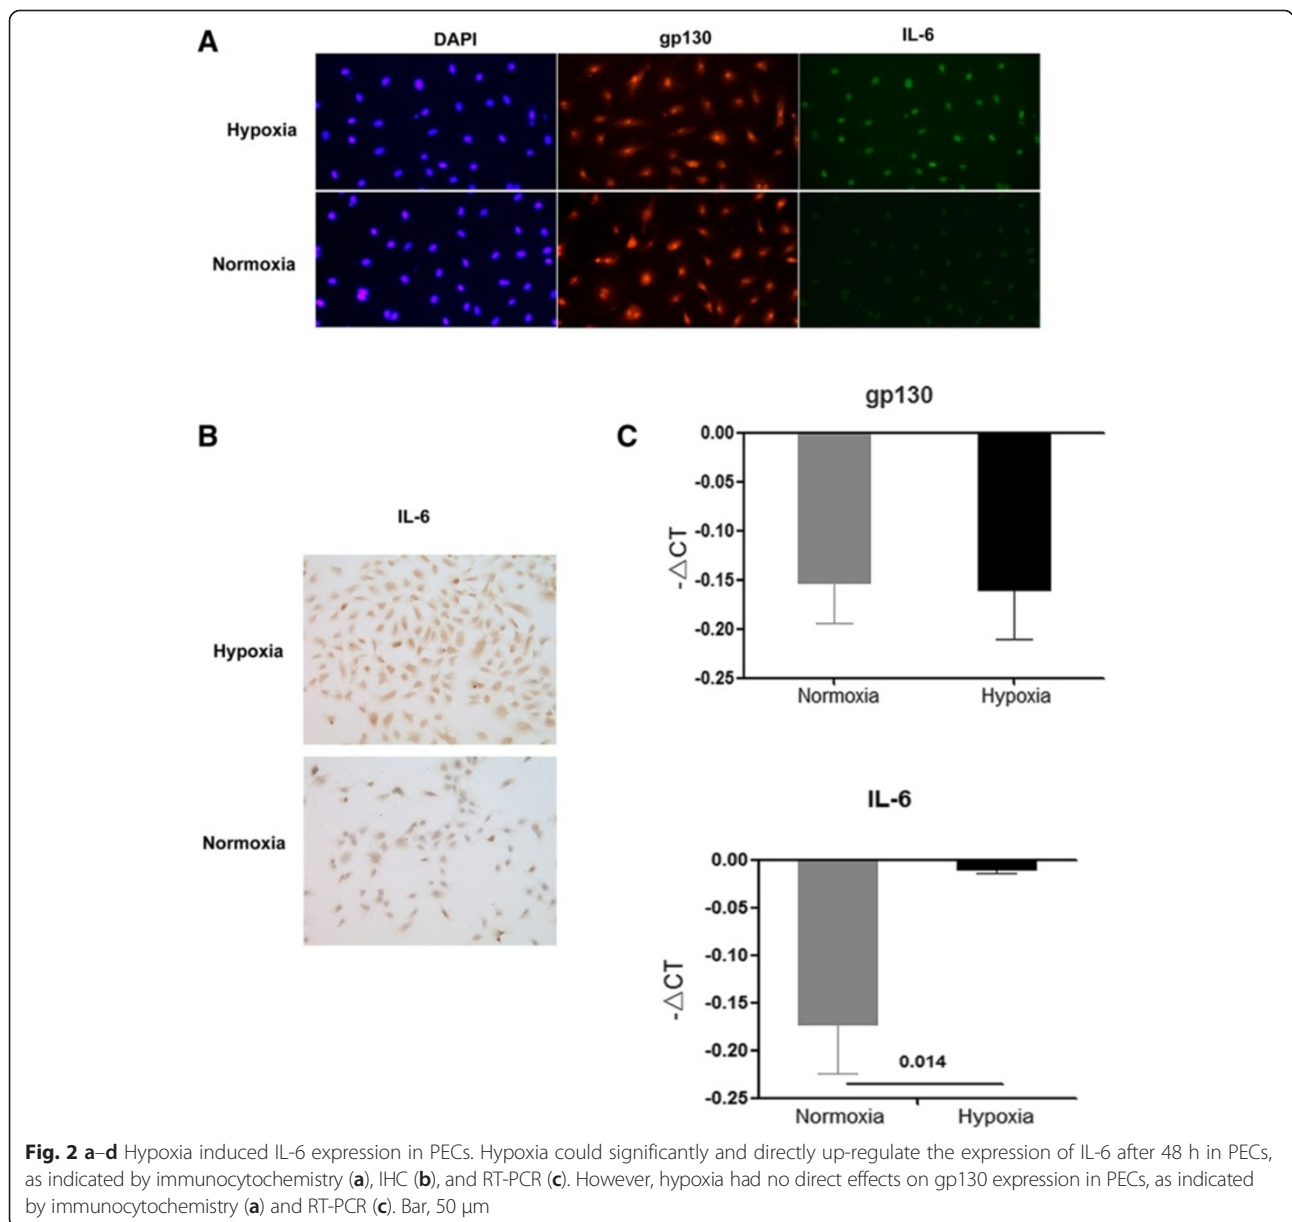 A
DAPI gp130 IL-6
Hypoxia
Normoxia
B
IL-6
Hypoxia
Normoxia
C
gp130
-△CT
0.00
-0.05
-0.10
-0.15
-0.20
-0.25
Normoxia Hypoxia
IL-6
-△CT
0.00
-0.05
-0.10
-0.15
-0.20
-0.25
0.014
Normoxia Hypoxia
Fig. 2 a–d Hypoxia induced IL-6 expression in PECs. Hypoxia could significantly and directly up-regulate the expression of IL-6 after 48 h in PECs,
as indicated by immunocytochemistry (a), IHC (b), and RT-PCR (c). However, hypoxia had no direct effects on gp130 expression in PECs, as indicated
by immunocytochemistry (a) and RT-PCR (c). Bar, 50 μm